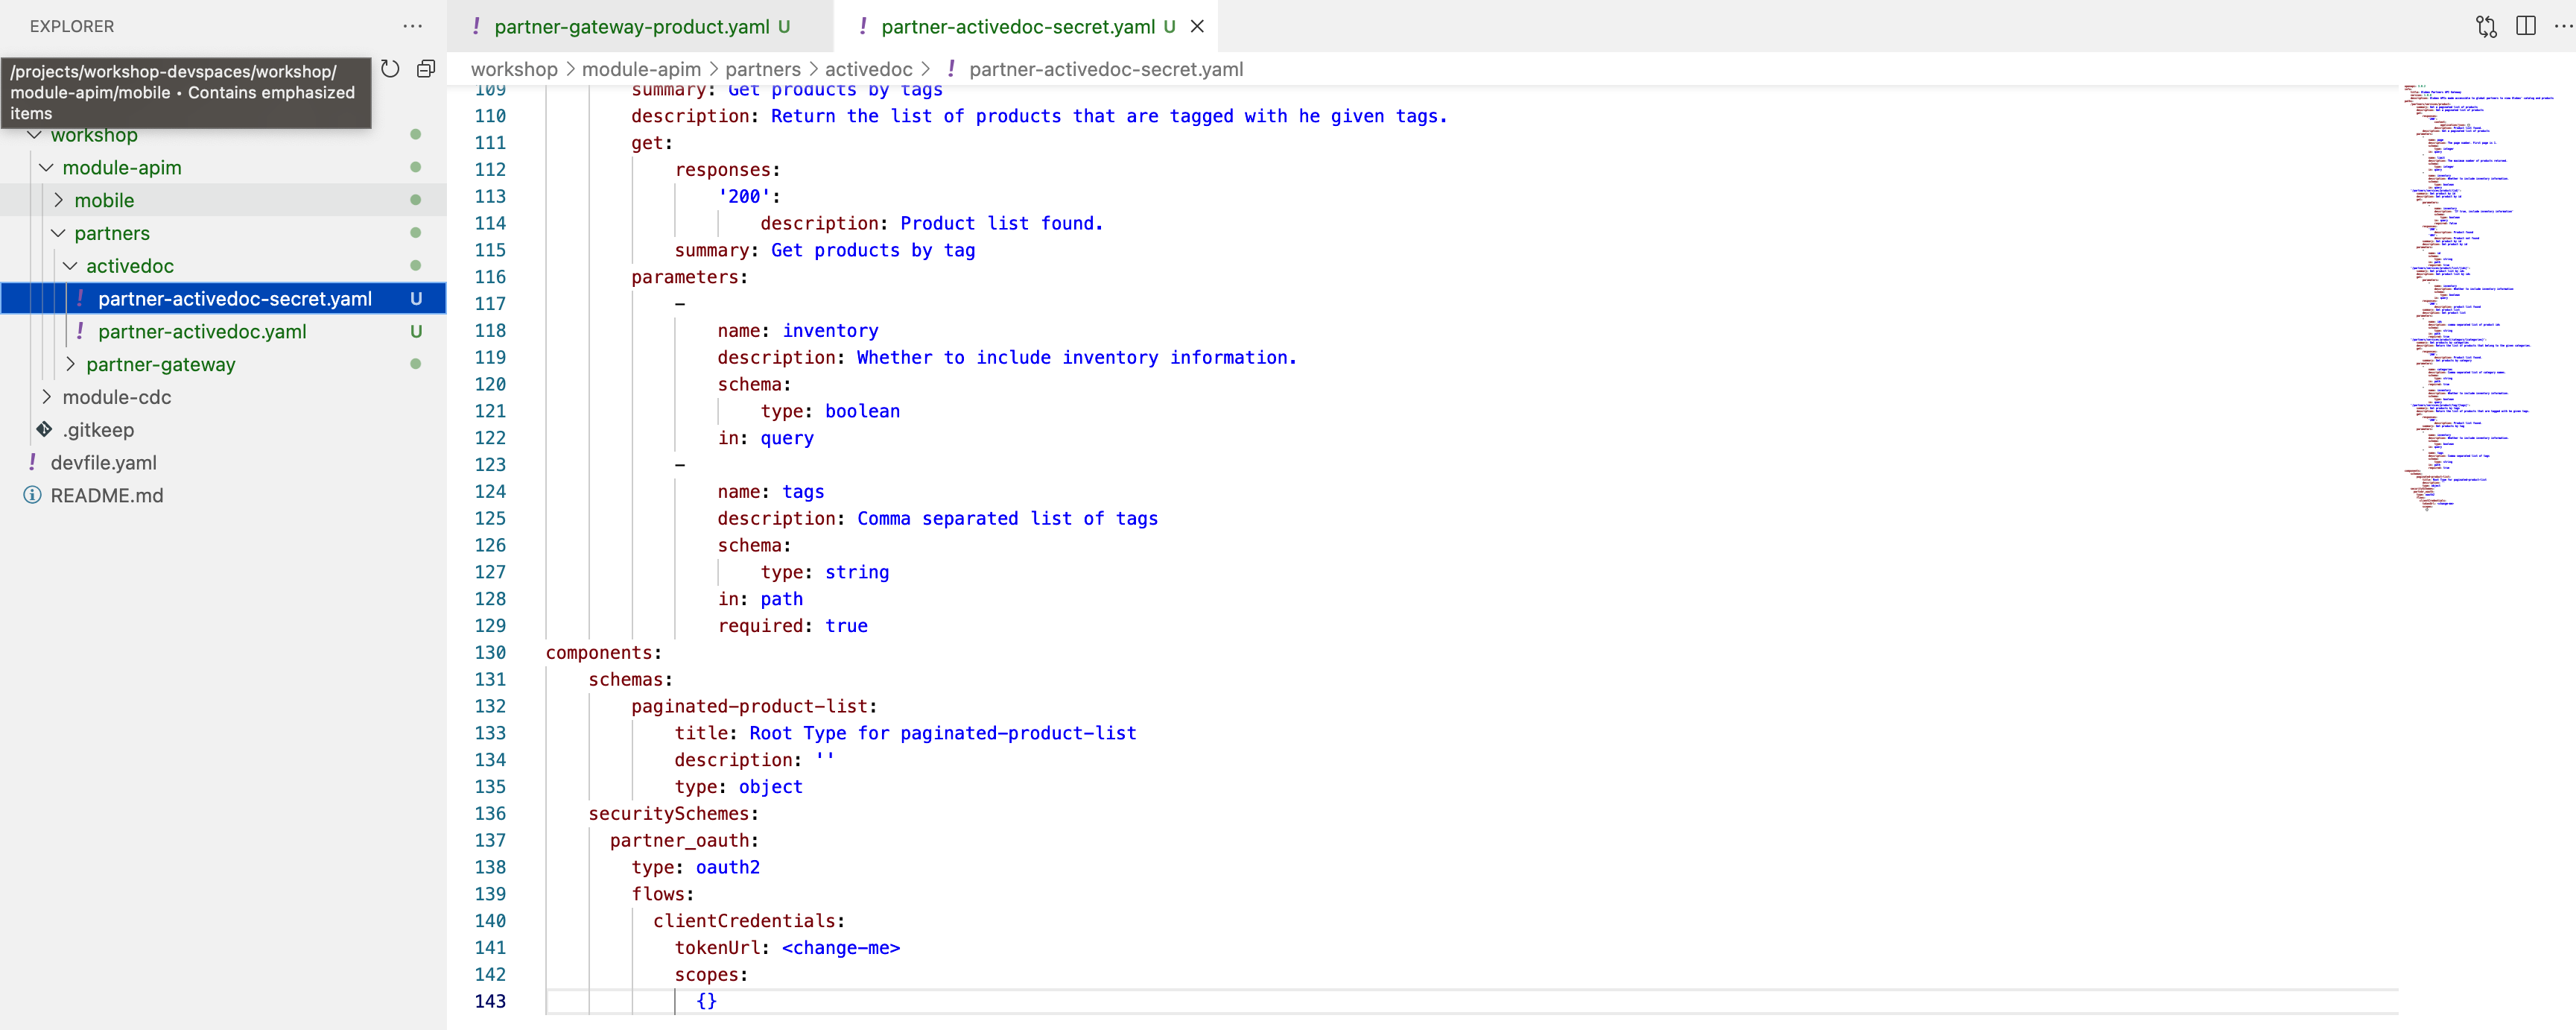 EXPLORER
/projects/workshop-devspaces/workshop/
module-apim/mobile • Contains emphasized
items
workshop
module-apim
mobile
partners
activedoc
partner-activedoc-secret.yaml U
partner-activedoc.yaml U
partner-gateway
module-cdc
.gitkeep
devfile.yaml
README.md
partner-gateway-product.yaml U
partner-activedoc-secret.yaml U
workshop > module-apim > partners > activedoc > ! partner-activedoc-secret.yaml
109 summary: Get products by tags
110 description: Return the list of products that are tagged with he given tags.
111 get:
112 responses:
113 '200':
114 description: Product list found.
115 summary: Get products by tag
116 parameters:
117 -
118 name: inventory
119 description: Whether to include inventory information.
120 schema:
121 type: boolean
122 in: query
123 -
124 name: tags
125 description: Comma separated list of tags
126 schema:
127 type: string
128 in: path
129 required: true
130 components:
131 schemas:
132 paginated-product-list:
133 title: Root Type for paginated-product-list
134 description: ''
135 type: object
136 securitySchemes:
137 partner_oauth:
138 type: oauth2
139 flows:
140 clientCredentials:
141 tokenUrl: <change-me>
142 scopes:
143 {}